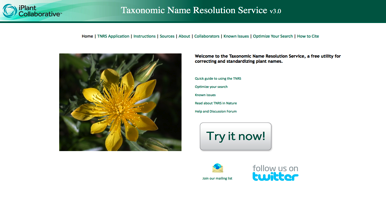 iPlant Collaborative™
Taxonomic Name Resolution Service v3.0
Home | TNRS Application | Instructions | Sources | About | Collaborators | Known Issues | Optimise Your Search | How to Cite
Welcome to the Taxonomic Name Resolution Service, a free utility for
correcting and standardizing plant names.
Quick guide to using the TNRS
Optimise your search
Known issues
Read about TNRS in Nature
Help and Discussion Forum
Try it now!
Join our mailing list
follow us on
twitter